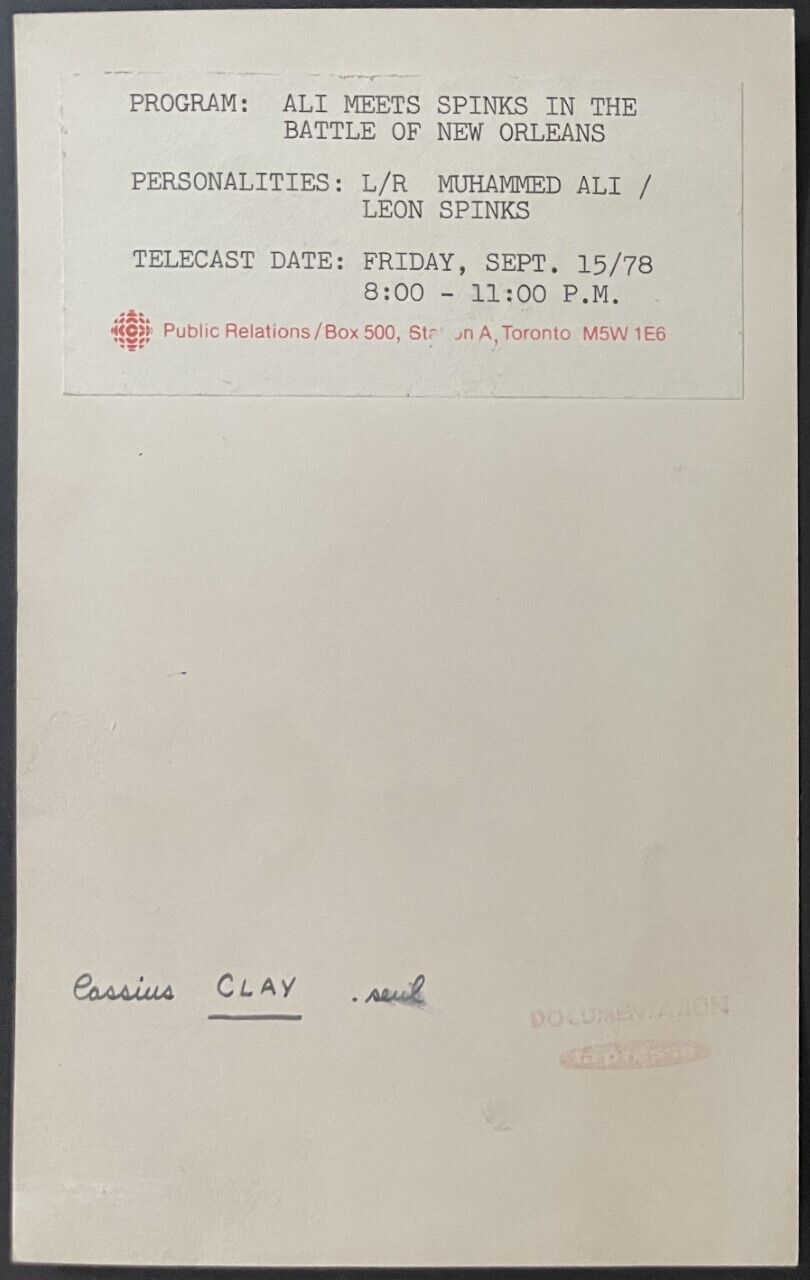 PROGRAM: ALI MEETS SPINKS IN THE
BATTLE OF NEW ORLEANS
PERSONALITIES: L/R MUHAMMED ALI /
LEON SPINKS
TELECAST DATE: FRIDAY, SEPT. 15/78
8:00 - 11:00 P.M.
Public Relations/Box 500, A, Toronto M5W 1E6
Cassius CLAY . seul
DOCUMENTATION